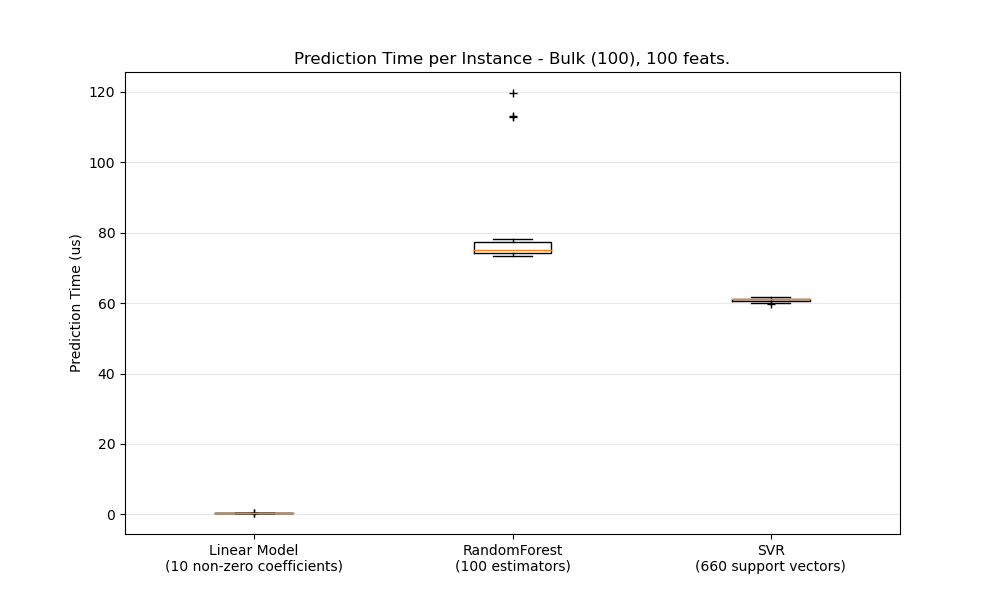 Prediction Time per Instance - Bulk (100), 100 feats.
Prediction Time (us)
120
100
80
60
40
20
0
Linear Model
(10 non-zero coefficients)
RandomForest
(100 estimators)
SVR
(660 support vectors)